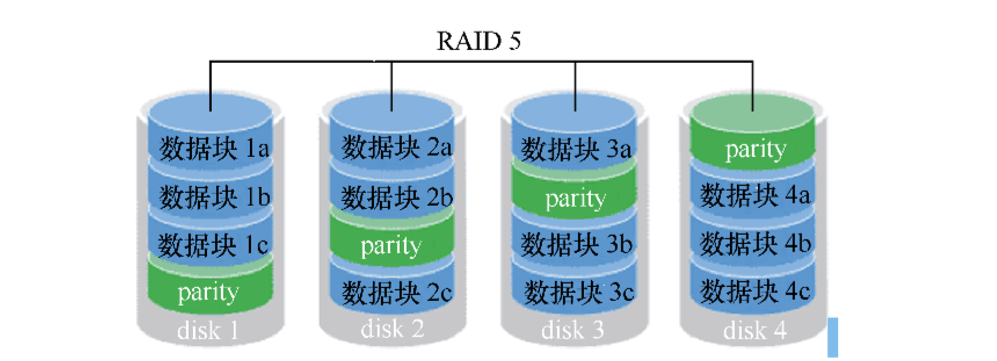 RAID 5
数据块 1a
数据块 1b
数据块 1c
parity
disk 1
数据块 2a
数据块 2b
parity
数据块 2c
disk 2
数据块 3a
parity
数据块 3b
数据块 3c
disk 3
parity
数据块 4a
数据块 4b
数据块 4c
disk 4